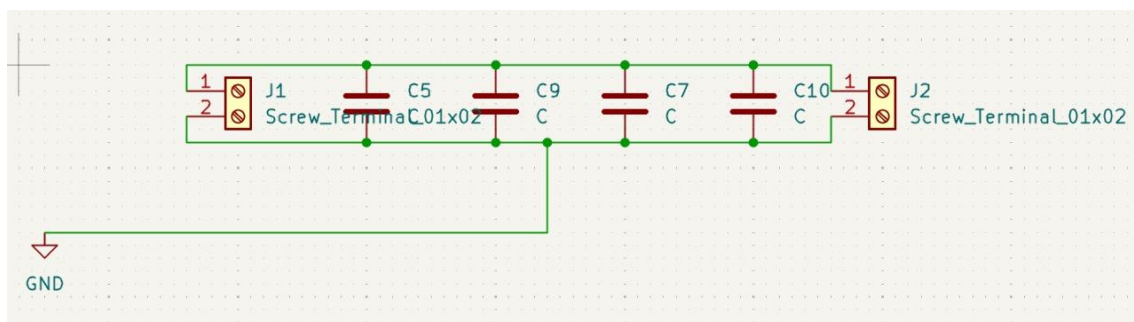 1
2
J1
Screw_Terminal_01x02
C5
C
C9
C
C7
C
C10
C
1
2
J2
Screw_Terminal_01x02
GND